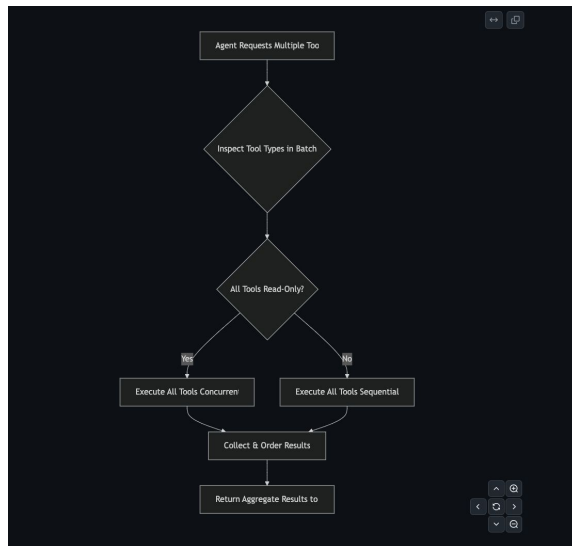 Agent Requests Multiple Too
Inspect Tool Types in Batch
All Tools Read-Only?
Yes
No
Execute All Tools Concurrent
Execute All Tools Sequential
Collect & Order Results
Return Aggregate Results to